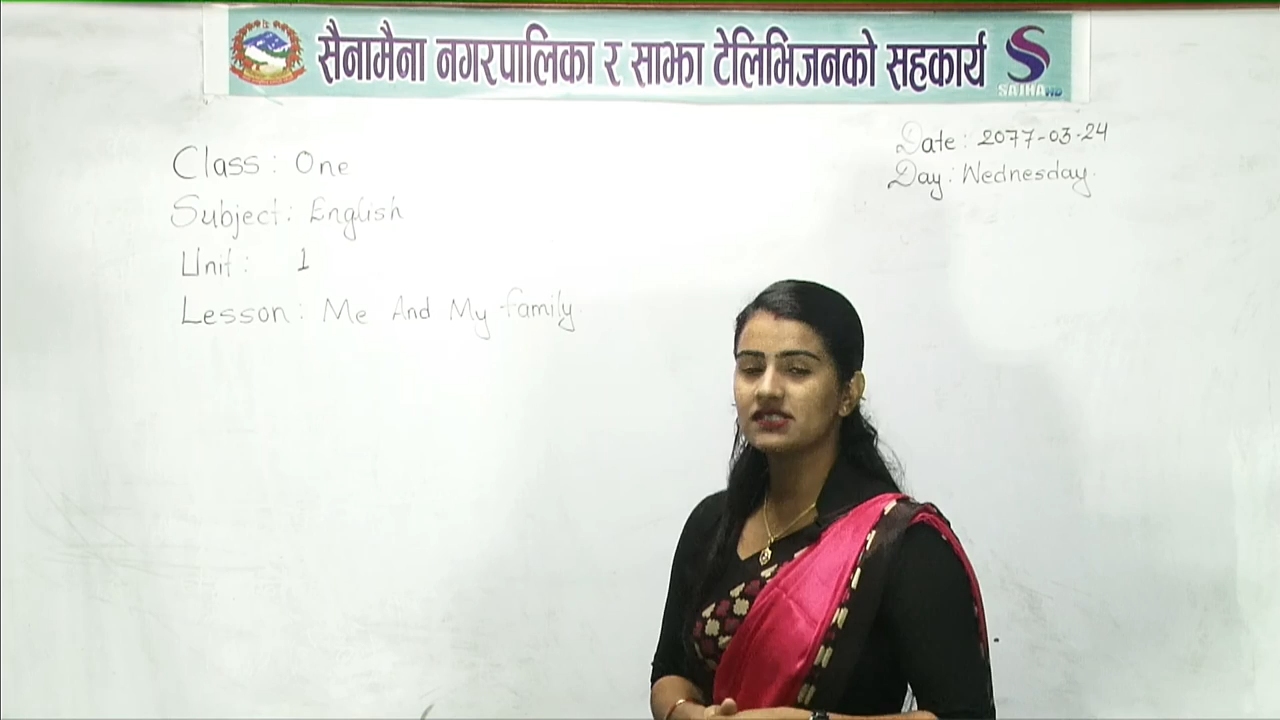 सैनामैना नगरपालिका र साझा टेलिभिजनको सहकार्य
SAJHA HD
Date: 2077-03-24
Day: Wednesday.
Class: One
Subject: English
Unit: 1
Lesson: Me And My family.